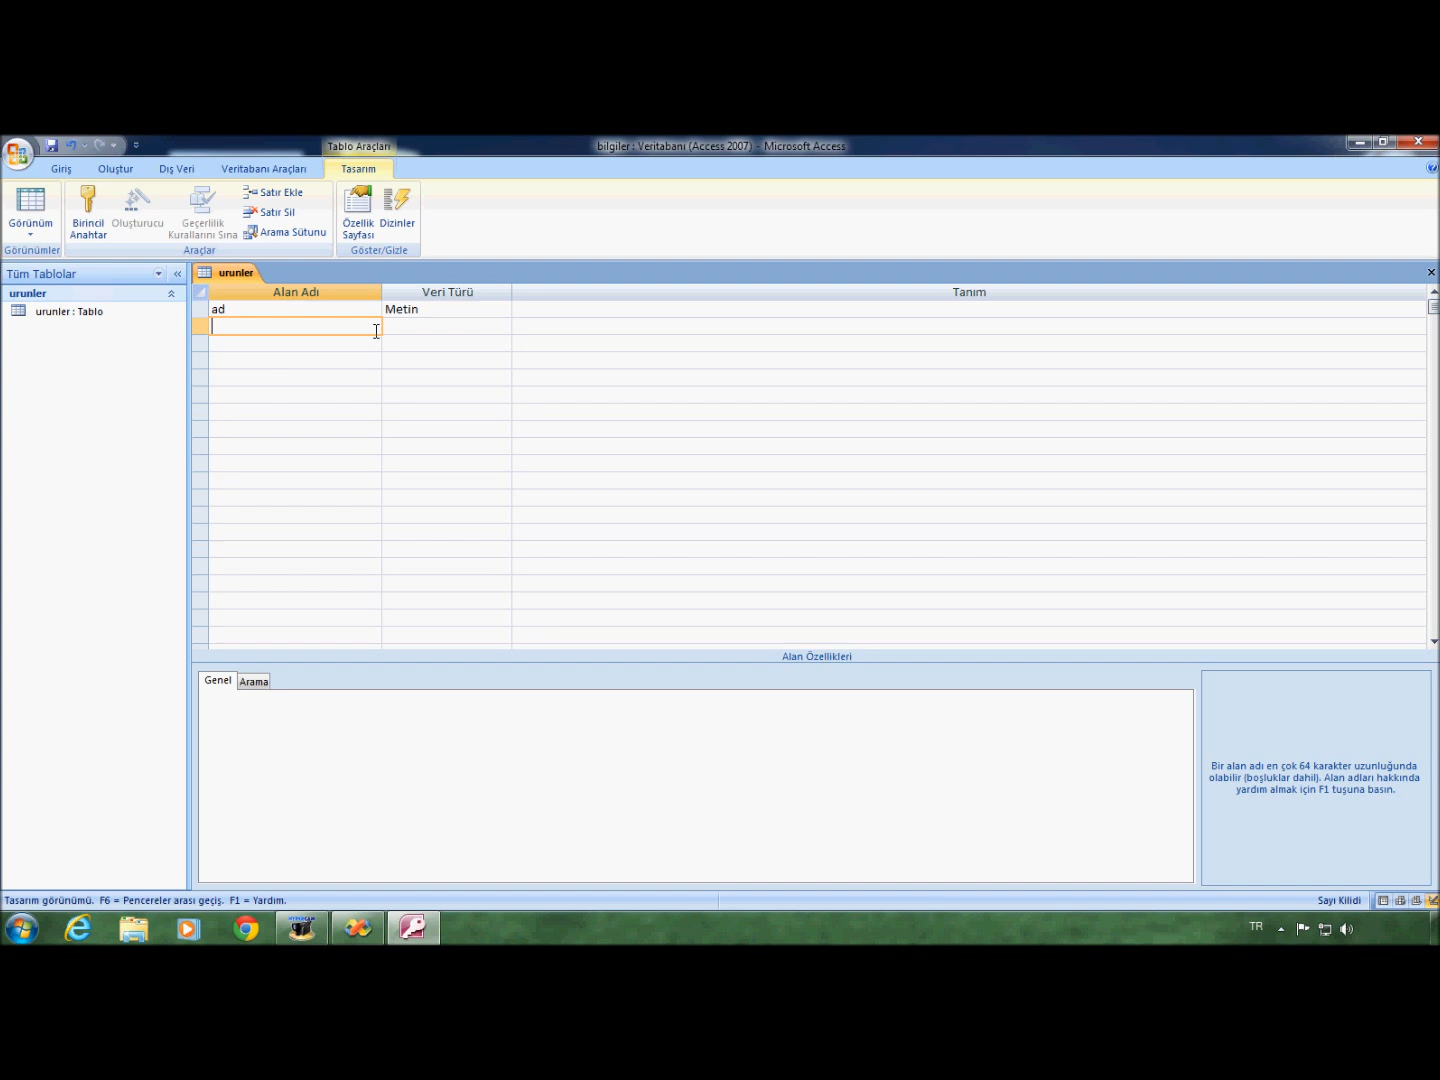 Tablo Araçları
bilgiler : Veritabanı (Access 2007) - Microsoft Access
Giriş Oluştur Dış Veri Veritabanı Araçları Tasarım
Görünüm
Birincil Anahtar
Oluşturucu
Geçerlilik Kurallarını Sına
Satır Ekle
Satır Sil
Arama Sütunu
Özellik Sayfası
Dizinler
Görünümler Araçlar Göster/Gizle
Tüm Tablolar
urunler
urunler : Tablo
urunler
Alan Adı Veri Türü Tanım
ad Metin
Alan Özellikleri
Genel Arama
Bir alan adı en çok 64 karakter uzunluğunda
olabilir (boşluklar dahil). Alan adları hakkında
yardım almak için F1 tuşuna basın.
Tasarım görünümü. F6 = Pencereler arası geçiş. F1 = Yardım.
Sayı Kilidi
HYPERCAM
TR